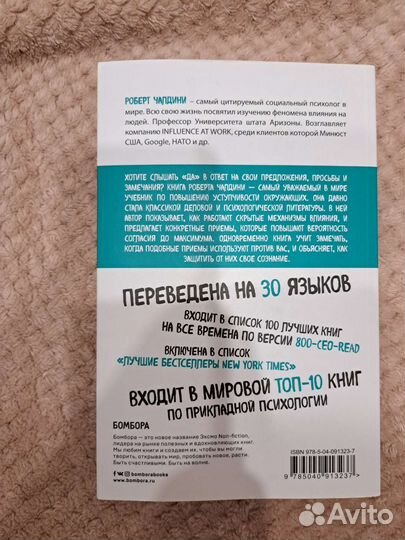 РОБЕРТ ЧАЛДИНИ – самый цитируемый социальный психолог в
мире. Всю свою жизнь посвятил изучению феномена влияния на
людей. Профессор Университета штата Аризоны. Возглавляет
компанию INFLUENCE AT WORK, среди клиентов которой Минюст
США, Google, НАТО и др.
ХОТИТЕ СЛЫШАТЬ «ДА» В ОТВЕТ НА СВОИ ПРЕДЛОЖЕНИЯ, ПРОСЬБЫ И
ЗАМЕЧАНИЯ? КНИГА РОБЕРТА ЧАЛДИНИ – САМЫЙ УВАЖАЕМЫЙ В МИРЕ
УЧЕБНИК ПО ПОВЫШЕНИЮ УСТУПЧИВОСТИ ОКРУЖАЮЩИХ. ОНА ДАВНО
СТАЛА КЛАССИКОЙ ДЕЛОВОЙ И ПСИХОЛОГИЧЕСКОЙ ЛИТЕРАТУРЫ. В НЕЙ
АВТОР ПОКАЗЫВАЕТ, КАК РАБОТАЮТ СКРЫТЫЕ МЕХАНИЗМЫ ВЛИЯНИЯ, И
ПРЕДЛАГАЕТ КОНКРЕТНЫЕ ПРИЕМЫ, КОТОРЫЕ ПОВЫШАЮТ ВЕРОЯТНОСТЬ
СОГЛАСИЯ ДО МАКСИМУМА. ОДНОВРЕМЕННО КНИГА УЧИТ ЗАМЕЧАТЬ,
КОГДА ПОДОБНЫЕ ПРИЕМЫ ИСПОЛЬЗУЮТ ПРОТИВ ВАС, И ОБЪЯСНЯЕТ, КАК
ЗАЩИТИТЬ ОТ НИХ СВОЕ СОЗНАНИЕ.
ПЕРЕВЕДЕНА НА 30 ЯЗЫКОВ
ВХОДИТ В СПИСОК 100 ЛУЧШИХ КНИГ
НА ВСЕ ВРЕМЕНА ПО ВЕРСИИ 800-CEO-READ
ВКЛЮЧЕНА В СПИСОК
«ЛУЧШИЕ БЕСТСЕЛЛЕРЫ NEW YORK TIMES»
ВХОДИТ В МИРОВОЙ ТОП-10 КНИГ
ПО ПРИКЛАДНОЙ ПСИХОЛОГИИ
БОМБОРА
Бомбора – это новое название Эксмо Non-fiction,
лидера на рынке полезных и вдохновляющих книг.
Мы любим книги и создаем их, чтобы вы могли
творить, открывать мир, пробовать новое, расти.
Быть счастливыми. Быть на волне.
bomborabooks
bombora.ru
ISBN 978-5-04-091323-7
9 785040 913237 >
Avito